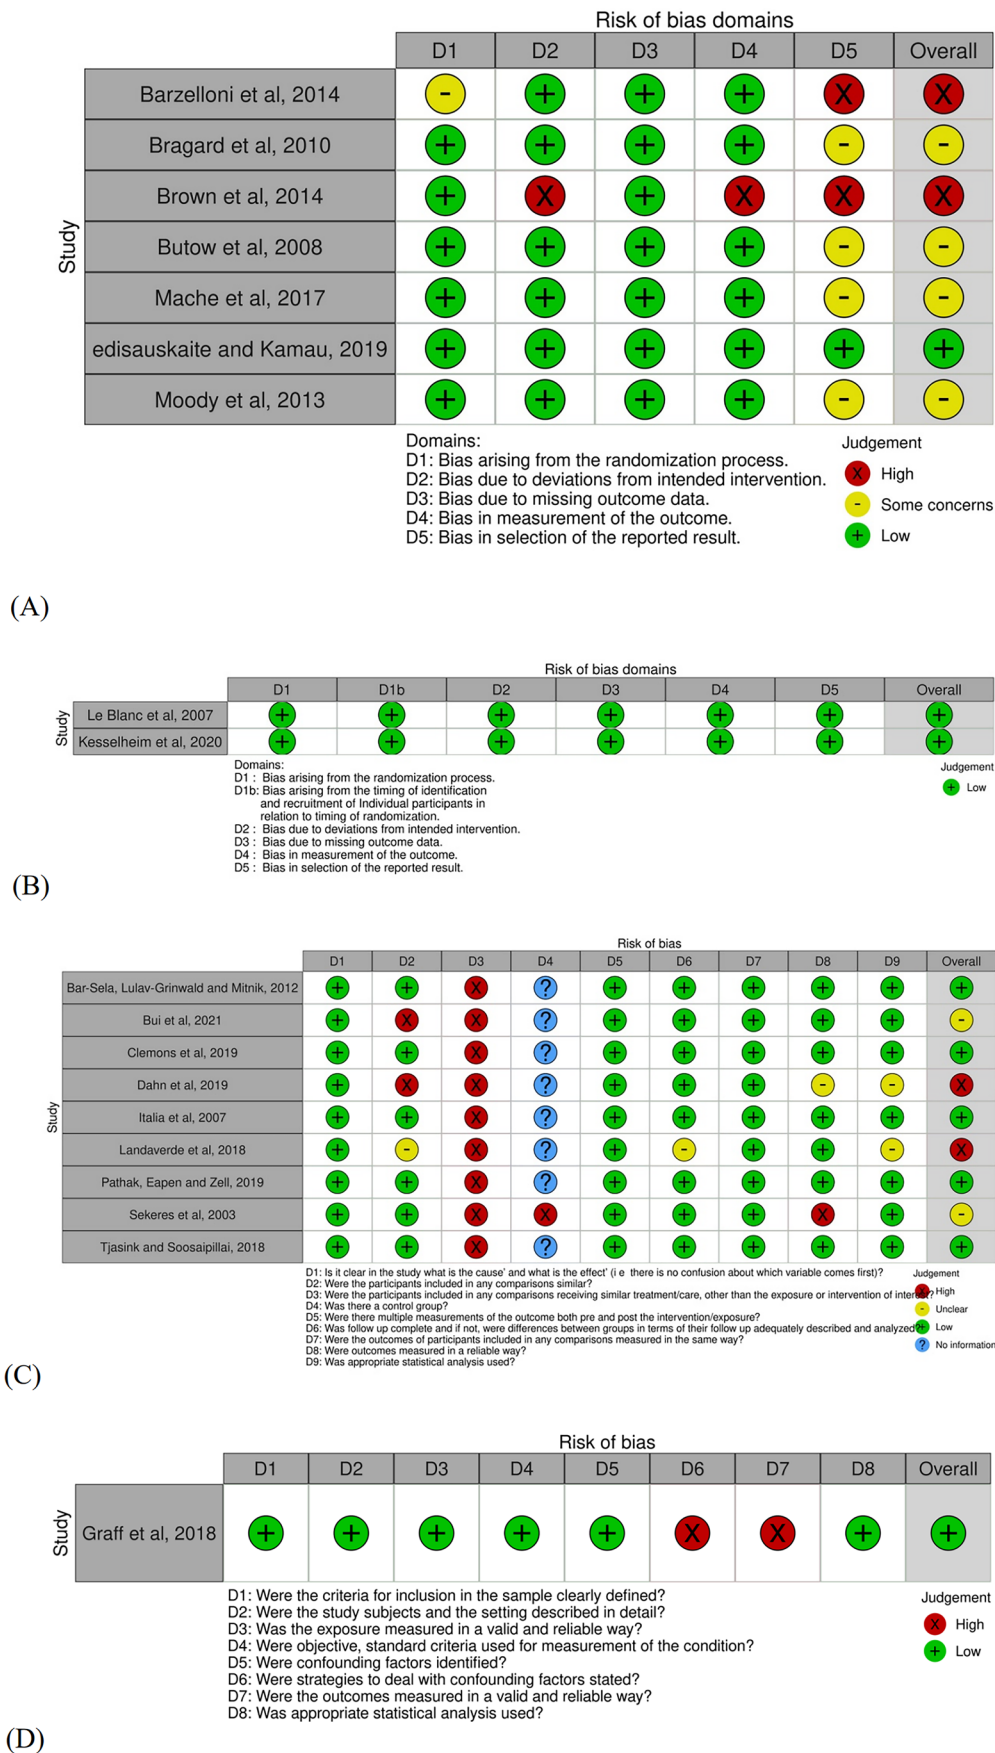 Risk of bias domains
D1 D2 D3 D4 D5 Overall
Study
Barzelloni et al, 2014 - + + + X X
Bragard et al, 2010 + + + + - -
Brown et al, 2014 + X + X X X
Butow et al, 2008 + + + + - -
Mache et al, 2017 + + + + - -
edisauskaite and Kamau, 2019 + + + + + +
Moody et al, 2013 + + + + - -
Domains:
D1: Bias arising from the randomization process.
D2: Bias due to deviations from intended intervention.
D3: Bias due to missing outcome data.
D4: Bias in measurement of the outcome.
D5: Bias in selection of the reported result.
Judgement
X High
- Some concerns
+ Low
(A)
Risk of bias domains
D1 D1b D2 D3 D4 D5 Overall
Study
Le Blanc et al, 2007 + + + + + + +
Kesselheim et al, 2020 + + + + + + +
Domains:
D1 : Bias arising from the randomization process.
D1b: Bias arising from the timing of identification
and recruitment of Individual participants in
relation to timing of randomization.
D2 : Bias due to deviations from intended intervention.
D3 : Bias due to missing outcome data.
D4 : Bias in measurement of the outcome.
D5 : Bias in selection of the reported result.
Judgement
+ Low
(B)
Risk of bias
D1 D2 D3 D4 D5 D6 D7 D8 D9 Overall
Study
Bar-Sela, Lulav-Grinwald and Mitnik, 2012 + + X ? + + + + + +
Bui et al, 2021 + X X ? + + + + + -
Clemons et al, 2019 + + X ? + + + + + +
Dahn et al, 2019 + X X ? + + + - - X
Italia et al, 2007 + + X ? + + + + + +
Landaverde et al, 2018 + - X ? + - + + - X
Pathak, Eapen and Zell, 2019 + + X ? + + + + + +
Sekeres et al, 2003 + + X X + + + X + -
Tjasink and Soosaipillai, 2018 + + X ? + + + + + +
D1: Is it clear in the study what is the cause' and what is the effect' (i e there is no confusion about which variable comes first)?
D2: Were the participants included in any comparisons similar?
D3: Were the participants included in any comparisons receiving similar treatment/care, other than the exposure or intervention of interest?
D4: Was there a control group?
D5: Were there multiple measurements of the outcome both pre and post the intervention/exposure?
D6: Was follow up complete and if not, were differences between groups in terms of their follow up adequately described and analyzed?
D7: Were the outcomes of participants included in any comparisons measured in the same way?
D8: Were outcomes measured in a reliable way?
D9: Was appropriate statistical analysis used?
Judgement
X High
- Unclear
+ Low
? No information
(C)
Risk of bias
D1 D2 D3 D4 D5 D6 D7 D8 Overall
Study
Graff et al, 2018 + + + + + X X + +
D1: Were the criteria for inclusion in the sample clearly defined?
D2: Were the study subjects and the setting described in detail?
D3: Was the exposure measured in a valid and reliable way?
D4: Were objective, standard criteria used for measurement of the condition?
D5: Were confounding factors identified?
D6: Were strategies to deal with confounding factors stated?
D7: Were the outcomes measured in a valid and reliable way?
D8: Was appropriate statistical analysis used?
Judgement
X High
+ Low
(D)